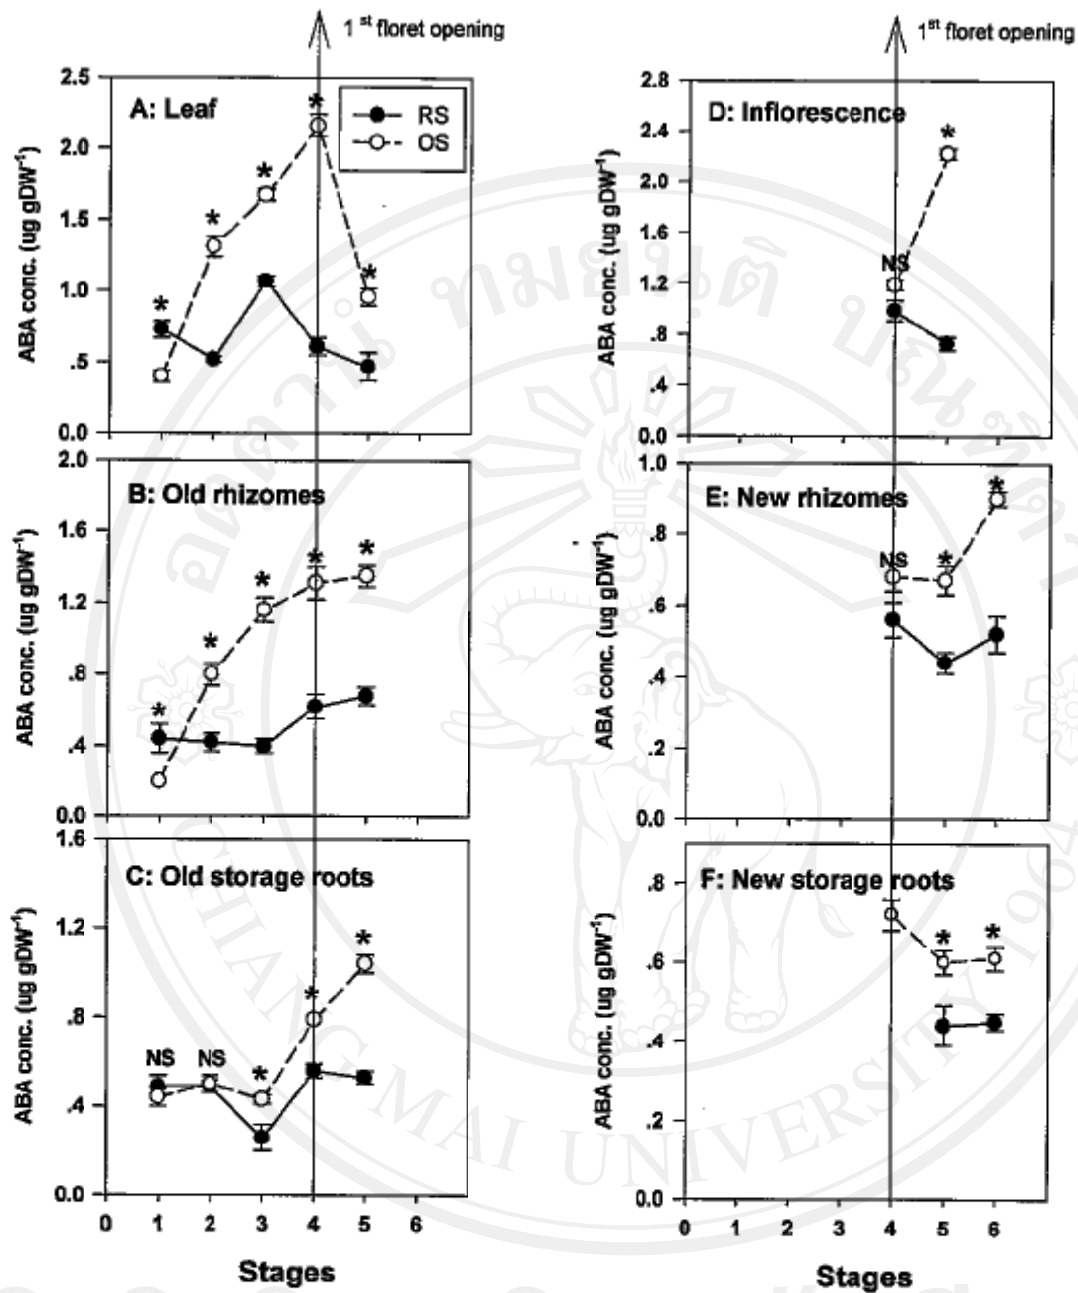 1 st floret opening
2.5
2.0
1.5
1.0
.5
0.0
ABA conc. (ug gDW-1)
A: Leaf
RS
OS
*
*
*
*
*
2.0
1.6
1.2
.8
.4
0.0
ABA conc. (ug gDW-1)
B: Old rhizomes
*
*
*
*
*
1.6
1.2
.8
.4
0.0
ABA conc. (ug gDW-1)
C: Old storage roots
NS
NS
*
*
*
0 1 2 3 4 5 6
Stages
1st floret opening
2.8
2.4
2.0
1.6
1.2
.8
.4
0.0
ABA conc. (ug gDW-1)
D: Inflorescence
NS
*
1.0
.8
.6
.4
.2
0.0
ABA conc. (ug gDW-1)
E: New rhizomes
NS
*
*
.8
.6
.4
.2
0.0
ABA conc. (ug gDW-1)
F: New storage roots
*
*
0 1 2 3 4 5 6
Stages
CHIANG MAI UNIVERSITY 1964